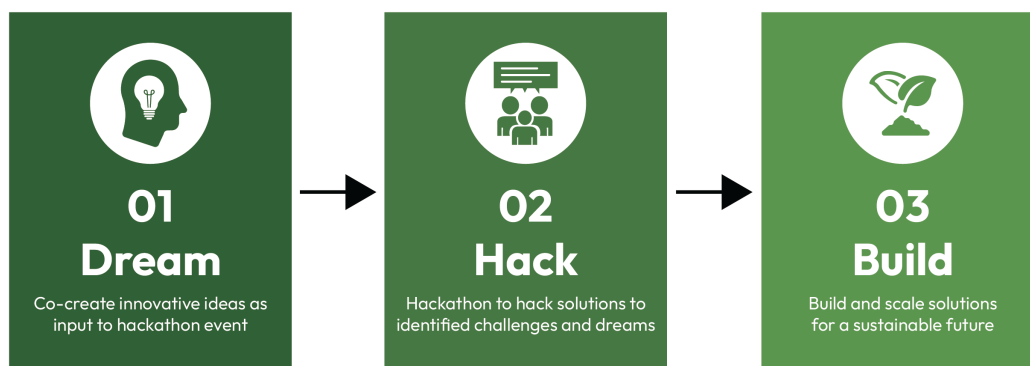 01
Dream
Co-create innovative ideas as
input to hackathon event
02
Hack
Hackathon to hack solutions to
identified challenges and dreams
03
Build
Build and scale solutions
for a sustainable future